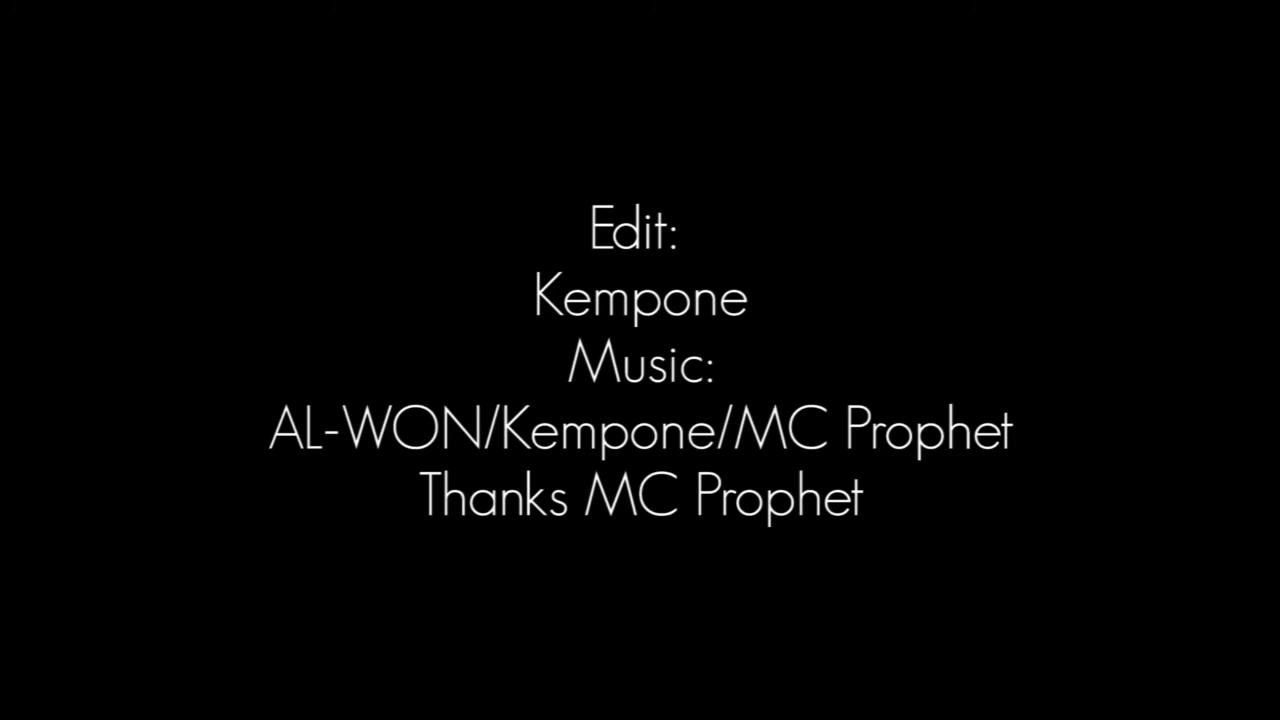 Edit:
Kempone
Music:
AL-WON/Kempone/MC Prophet
Thanks MC Prophet